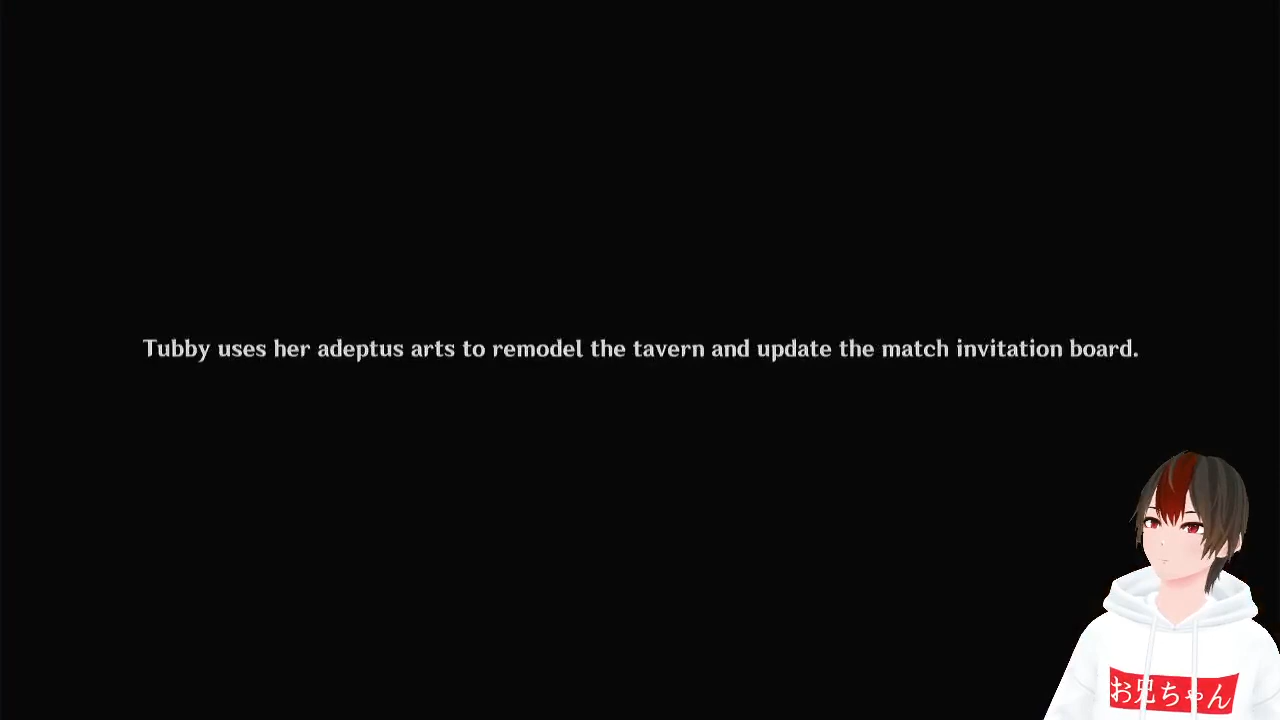 Tubby uses her adeptus arts to remodel the tavern and update the match invitation board.
お兄ちゃん